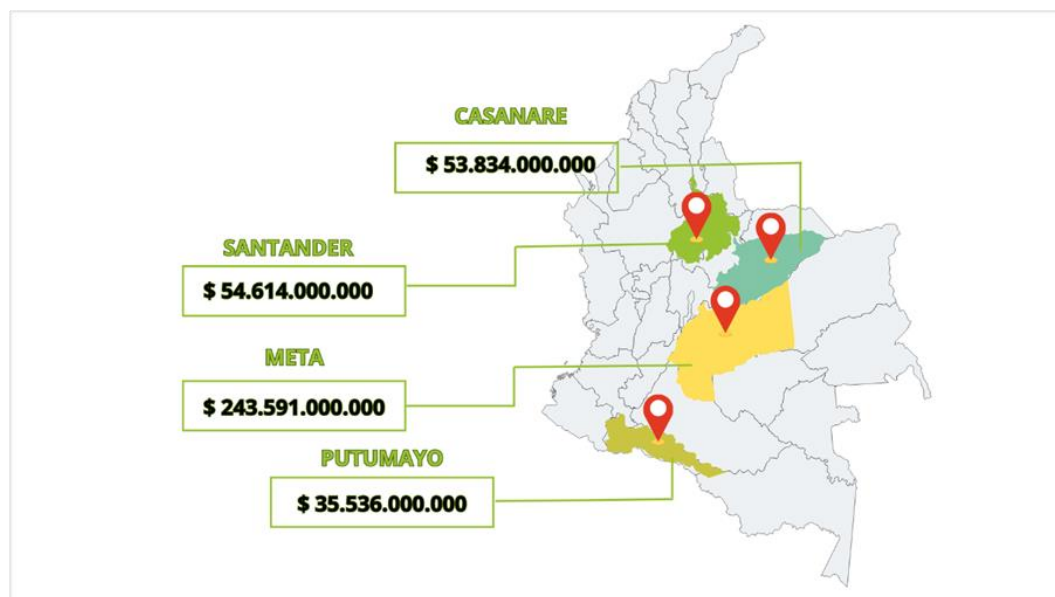 CASANARE
$ 53.834.000.000
SANTANDER
$ 54.614.000.000
META
$ 243.591.000.000
PUTUMAYO
$ 35.536.000.000